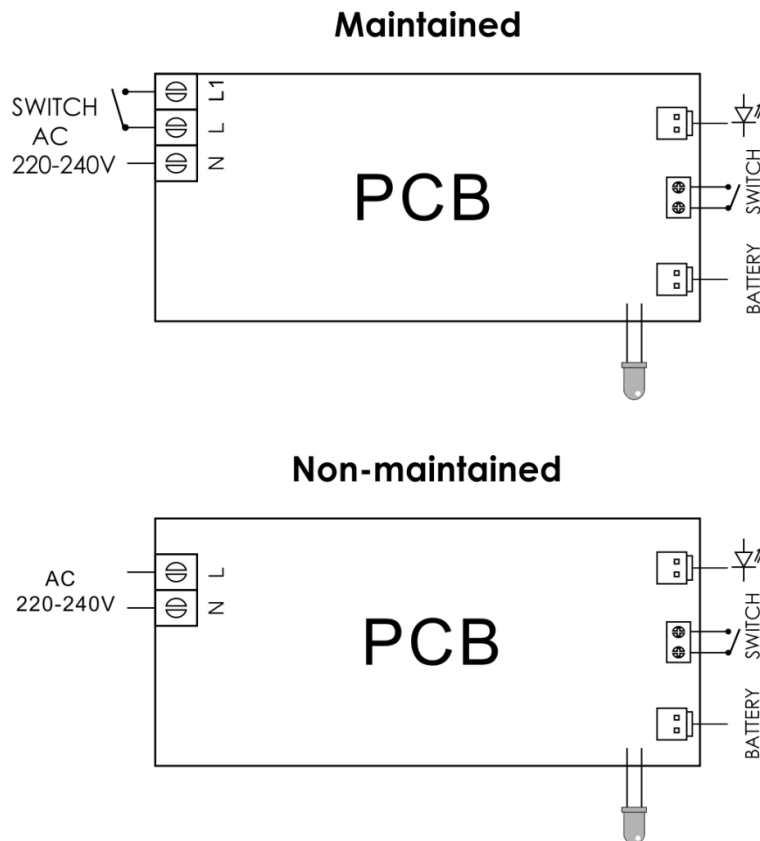 Maintained
SWITCH
AC
220-240V
L1
L
N
PCB
SWITCH
BATTERY
Non-maintained
AC
220-240V
L
N
PCB
SWITCH
BATTERY